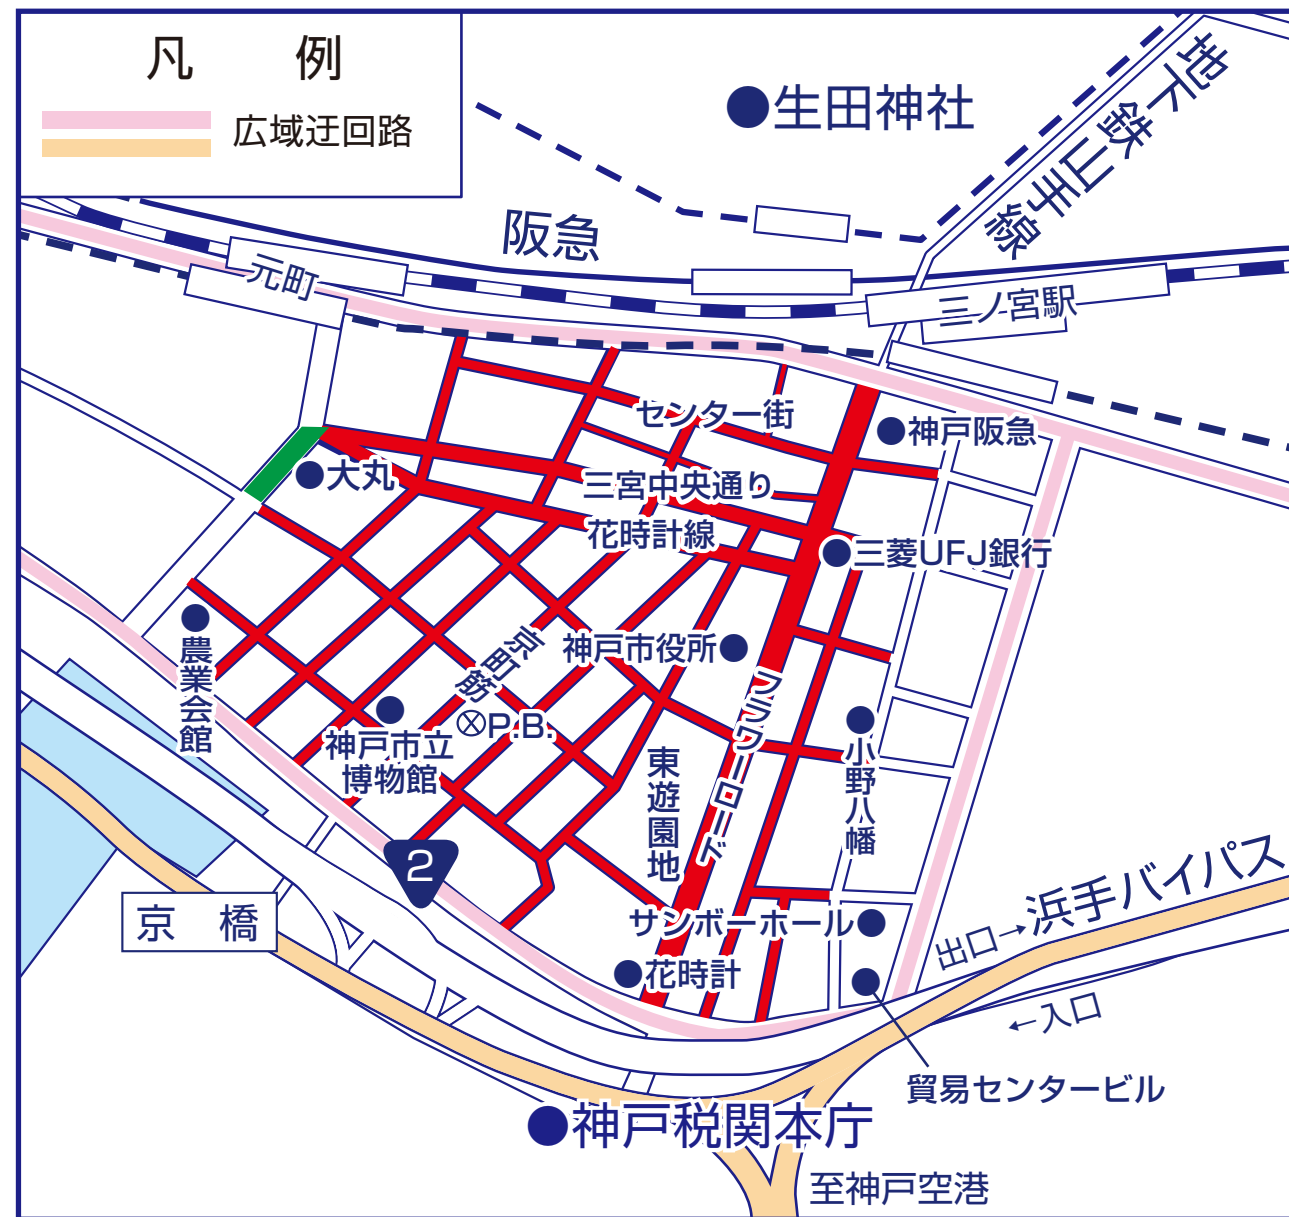 凡　例
広域迂回路
生田神社
地下鉄山手線
阪急
元町
三ノ宮駅
センター街
神戸阪急
大丸
三宮中央通り
花時計線
三菱UFJ銀行
農業会館
京町筋
神戸市役所
フラワーロード
P.B.
神戸市立
博物館
東遊園地
小野八幡
2
京　橋
サンボーホール
花時計
出口→
浜手バイパス
←入口
貿易センタービル
神戸税関本庁
至神戸空港